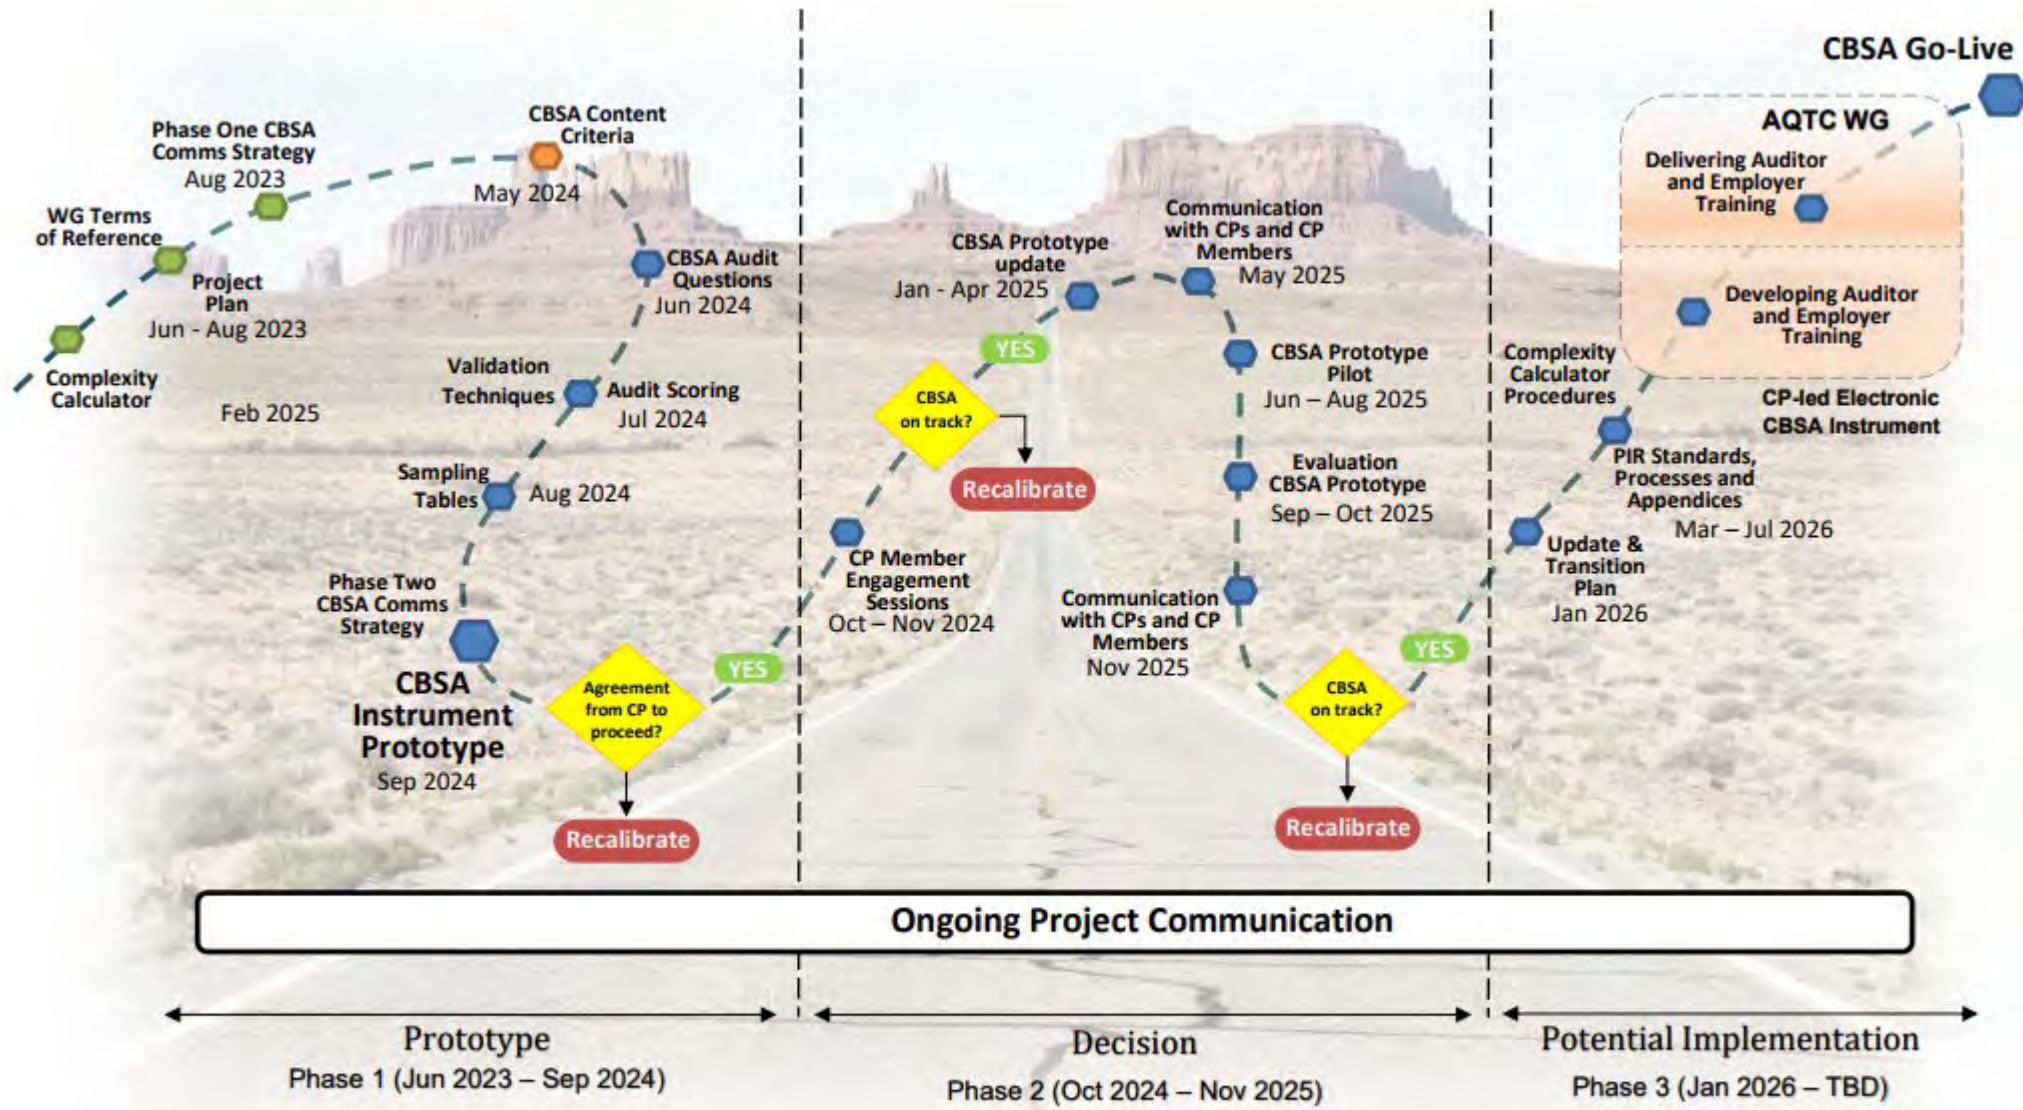 CBSA Go-Live
CBSA Content
Criteria
May 2024
Phase One CBSA
Comms Strategy
Aug 2023
WG Terms
of Reference
Project
Plan
Jun - Aug 2023
Complexity
Calculator
Feb 2025
CBSA Audit
Questions
Jun 2024
Validation
Techniques
Audit Scoring
Jul 2024
Sampling
Tables
Aug 2024
Phase Two
CBSA Comms
Strategy
CBSA
Instrument
Prototype
Sep 2024
Agreement
from CP to
proceed?
YES
Recalibrate
CP Member
Engagement
Sessions
Oct – Nov 2024
CBSA
on track?
YES
Recalibrate
CBSA Prototype
update
Jan - Apr 2025
Communication
with CPs and CP
Members
May 2025
CBSA Prototype
Pilot
Jun – Aug 2025
Evaluation
CBSA Prototype
Sep – Oct 2025
Communication
with CPs and CP
Members
Nov 2025
CBSA
on track?
YES
Recalibrate
Update &
Transition
Plan
Jan 2026
Complexity
Calculator
Procedures
PIR Standards,
Processes and
Appendices
Mar – Jul 2026
AQTC WG
Delivering Auditor
and Employer
Training
Developing Auditor
and Employer
Training
CP-led Electronic
CBSA Instrument
Ongoing Project Communication
Prototype
Phase 1 (Jun 2023 – Sep 2024)
Decision
Phase 2 (Oct 2024 – Nov 2025)
Potential Implementation
Phase 3 (Jan 2026 – TBD)